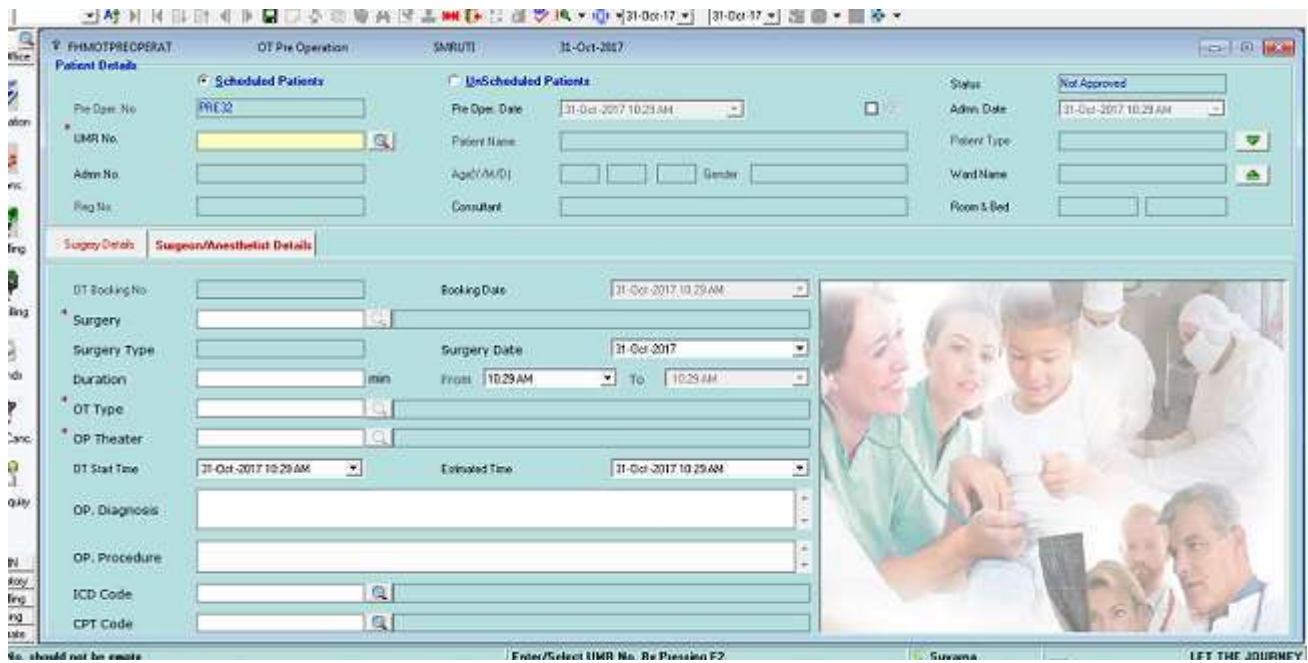 31-Oct-17 31-Oct-17
FHMOTPREOPERAT OT Pre Operation SMRUTI 31-Oct-2017
Patient Details
Scheduled Patients UnScheduled Patients Status Not Approved
Pre Oper. No PRE32 Pre Oper. Date 31-Oct-2017 10:29 AM Admn. Date 31-Oct-2017 10:29 AM
* UMR No. Patient Name Patient Type
Admn No. Age(Y/M/D) Gender Ward Name
Reg No. Consultant Room & Bed
Surgery Details Surgeon/Anesthetist Details
OT Booking No Booking Date 31-Oct-2017 10:29 AM
* Surgery
Surgery Type Surgery Date 31-Oct-2017
Duration min From 10:29 AM To 10:29 AM
* OT Type
* OP Theater
OT Start Time 31-Oct-2017 10:29 AM Estimated Time 31-Oct-2017 10:29 AM
OP. Diagnosis
OP. Procedure
ICD Code
CPT Code
No. should not be empty Enter/Select UMR No. By Pressing F2 Suvarna LET THE JOURNEY